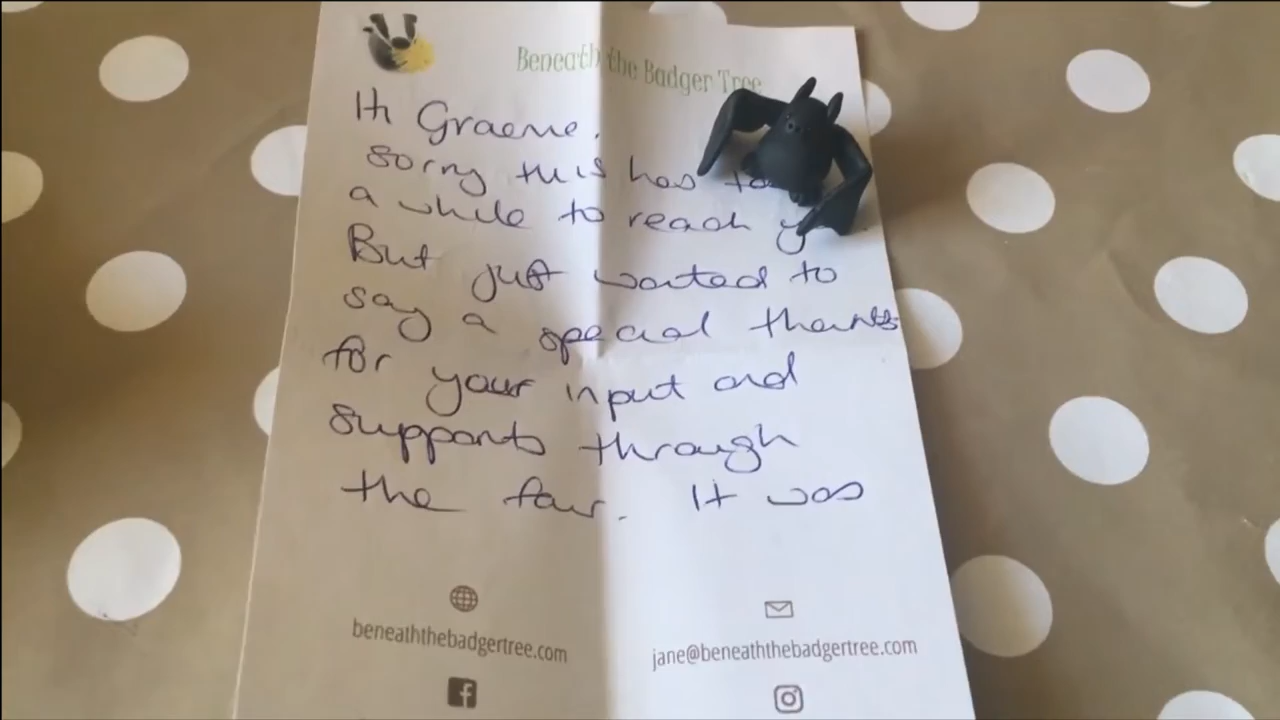 Beneath the Badger Tree
Hi Graeme.
sorry this has
a while to reach
But just wanted to
say a special thanks
for your input and
supports through
the fair. It was
beneaththebadgertree.com
jane@beneaththebadgertree.com